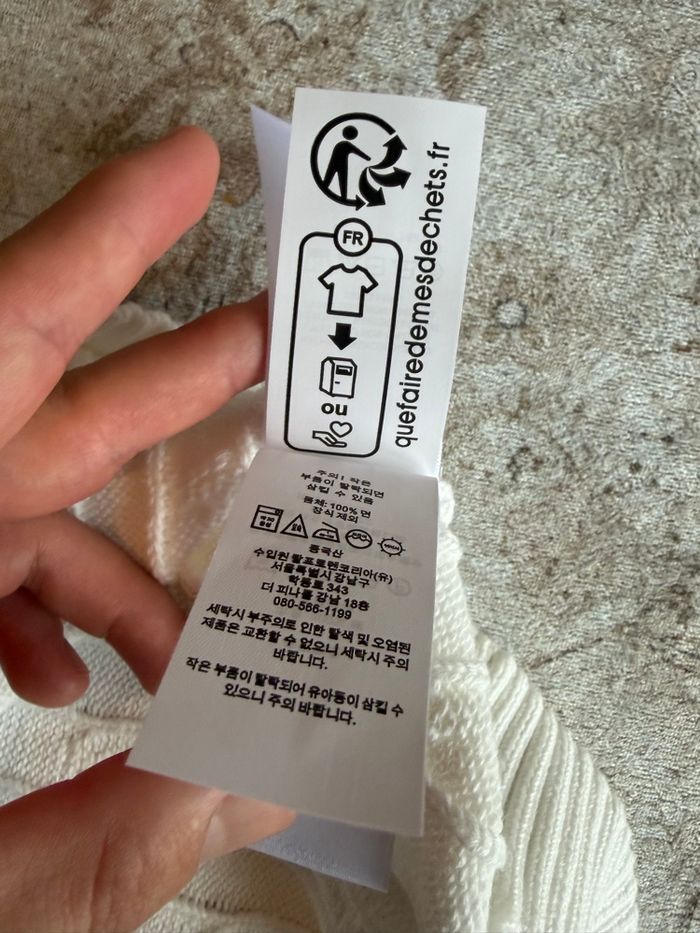 quefairedemesdechets.fr
FR
ou
주의! 작은
부품이 탈락되면
삼킬 수 있음
몸체: 100% 면
장식 제외
중국산
수입원 랄프로렌코리아(유)
서울특별시 강남구
학동로 343
더 피나클 강남 18층
080-566-1199
세탁시 부주의로 인한 탈색 및 오염된
제품은 교환할 수 없으니 세탁시 주의
바랍니다.
작은 부품이 탈락되어 유아등이 삼킬 수
있으니 주의 바랍니다.